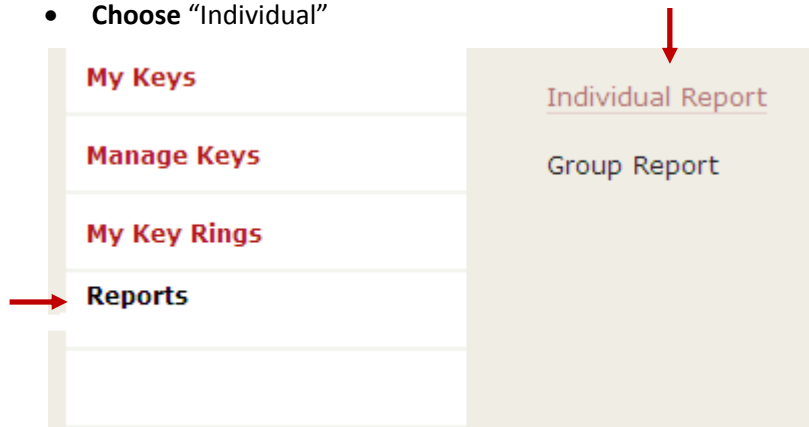 • Choose “Individual”
My Keys
Manage Keys
My Key Rings
Reports
Individual Report
Group Report